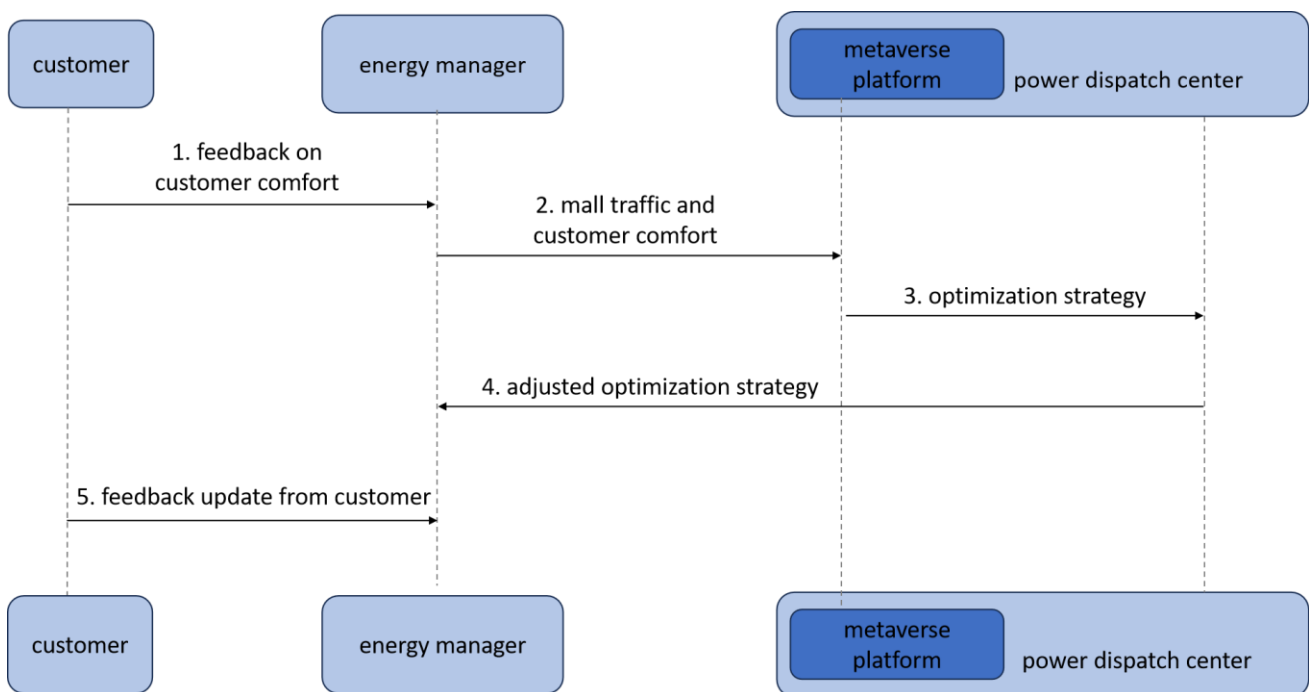 customer
energy manager
metaverse
platform
power dispatch center
1. feedback on
customer comfort
2. mall traffic and
customer comfort
3. optimization strategy
4. adjusted optimization strategy
5. feedback update from customer
customer
energy manager
metaverse
platform
power dispatch center